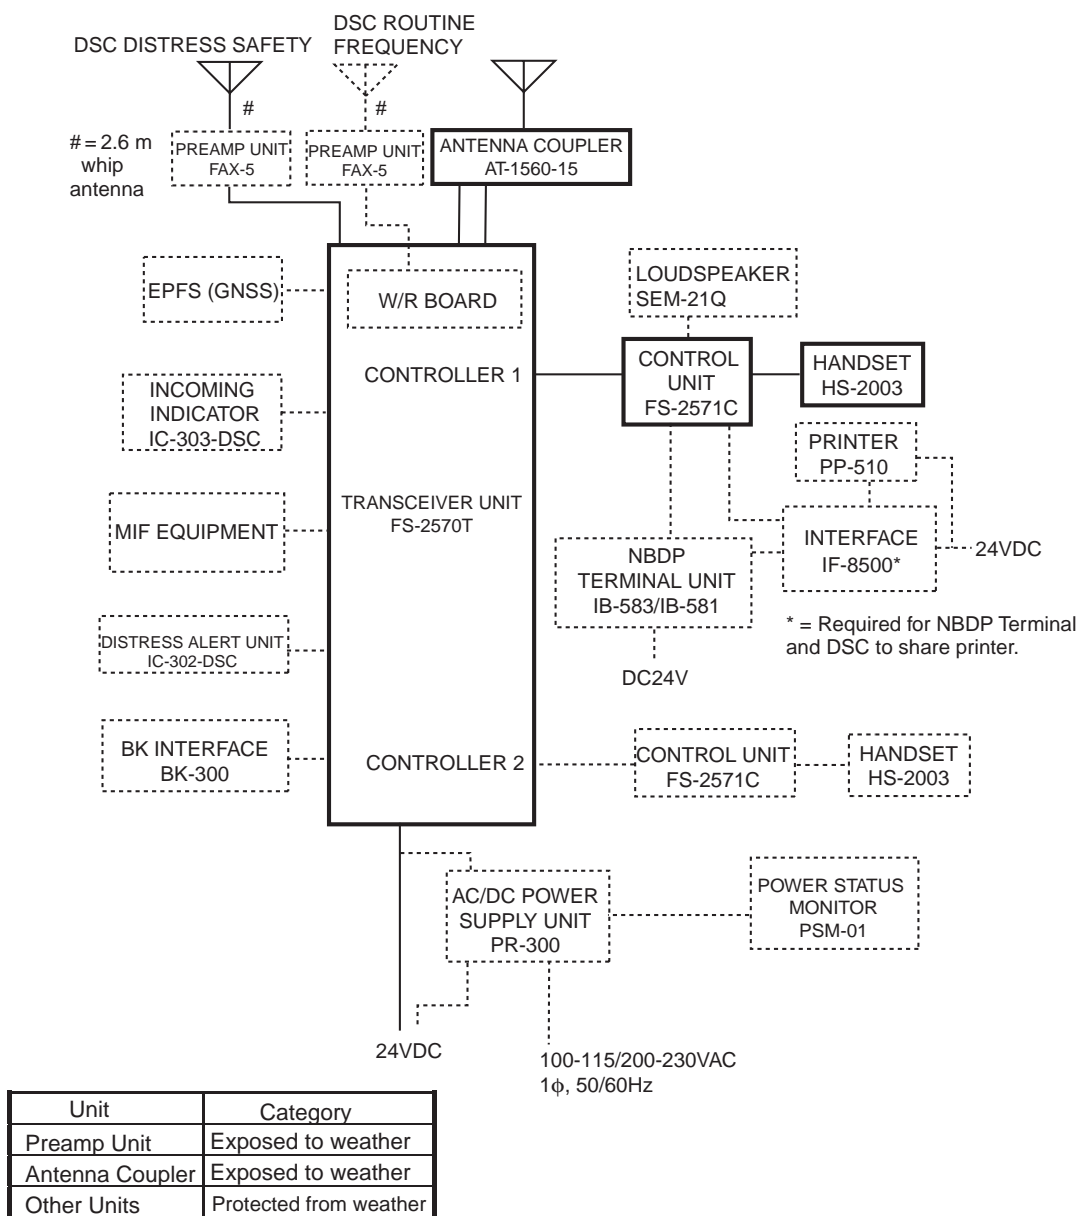 DSC ROUTINE
FREQUENCY
DSC DISTRESS SAFETY
#
#
# = 2.6 m
whip
antenna
PREAMP UNIT
FAX-5
PREAMP UNIT
FAX-5
ANTENNA COUPLER
AT-1560-15
EPFS (GNSS)
W/R BOARD
LOUDSPEAKER
SEM-21Q
CONTROLLER 1
CONTROL
UNIT
FS-2571C
HANDSET
HS-2003
INCOMING
INDICATOR
IC-303-DSC
PRINTER
PP-510
TRANSCEIVER UNIT
FS-2570T
MIF EQUIPMENT
NBDP
TERMINAL UNIT
IB-583/IB-581
INTERFACE
IF-8500*
24VDC
* = Required for NBDP Terminal
and DSC to share printer.
DISTRESS ALERT UNIT
IC-302-DSC
DC24V
BK INTERFACE
BK-300
CONTROLLER 2
CONTROL UNIT
FS-2571C
HANDSET
HS-2003
AC/DC POWER
SUPPLY UNIT
PR-300
POWER STATUS
MONITOR
PSM-01
24VDC
100-115/200-230VAC
1ϕ, 50/60Hz
Unit Category
Preamp Unit Exposed to weather
Antenna Coupler Exposed to weather
Other Units Protected from weather